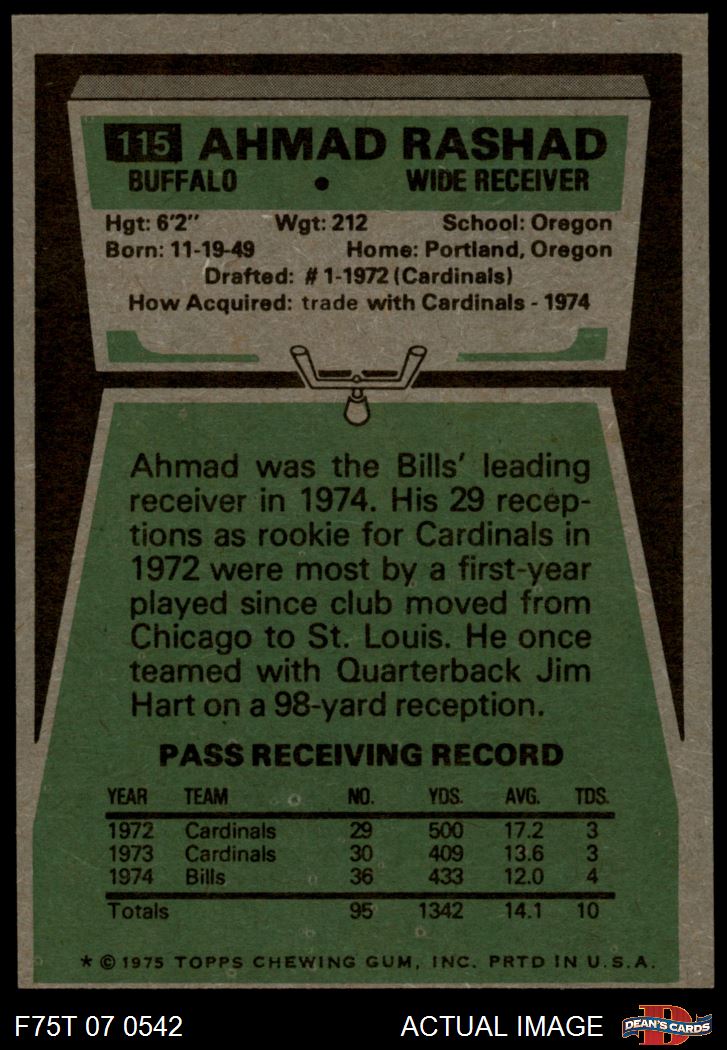 115 AHMAD RASHAD
BUFFALO • WIDE RECEIVER
Hgt: 6'2" Wgt: 212 School: Oregon
Born: 11-19-49 Home: Portland, Oregon
Drafted: # 1-1972 (Cardinals)
How Acquired: trade with Cardinals - 1974
Ahmad was the Bills' leading
receiver in 1974. His 29 recep-
tions as rookie for Cardinals in
1972 were most by a first-year
played since club moved from
Chicago to St. Louis. He once
teamed with Quarterback Jim
Hart on a 98-yard reception.
PASS RECEIVING RECORD
YEAR TEAM NO. YDS. AVG. TDS.
1972 Cardinals 29 500 17.2 3
1973 Cardinals 30 409 13.6 3
1974 Bills 36 433 12.0 4
Totals 95 1342 14.1 10
* © 1975 TOPPS CHEWING GUM, INC. PRTD IN U.S.A.
F75T 07 0542 ACTUAL IMAGE D DEAN'S CARDS